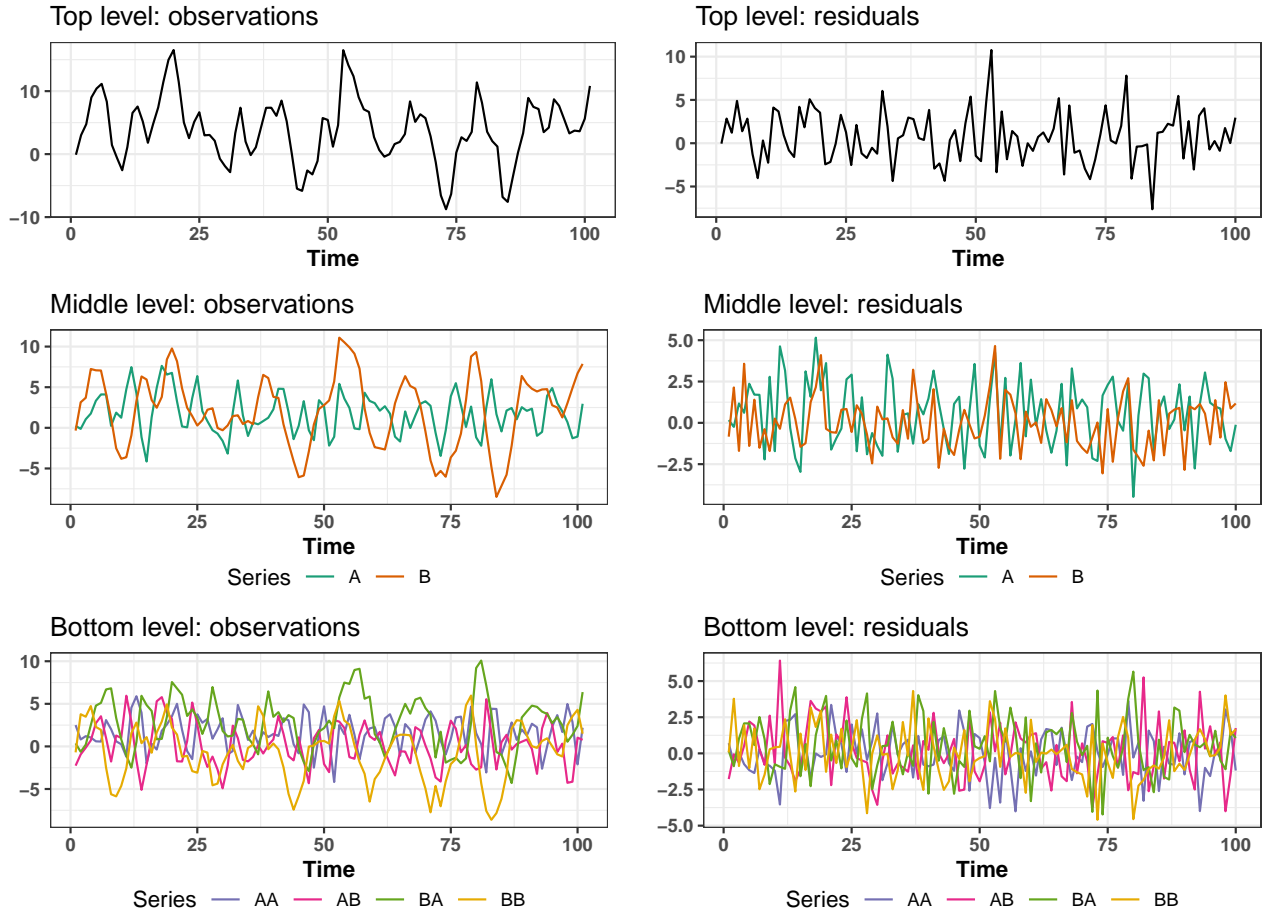 Top level: observations
10
0
−10
0 25 50 75 100
Time
Top level: residuals
10
5
0
−5
0 25 50 75 100
Time
Middle level: observations
10
5
0
−5
0 25 50 75 100
Time
Series A B
Middle level: residuals
5.0
2.5
0.0
−2.5
0 25 50 75 100
Time
Series A B
Bottom level: observations
10
5
0
−5
0 25 50 75 100
Time
Series AA AB BA BB
Bottom level: residuals
5.0
2.5
0.0
−2.5
−5.0
0 25 50 75 100
Time
Series AA AB BA BB